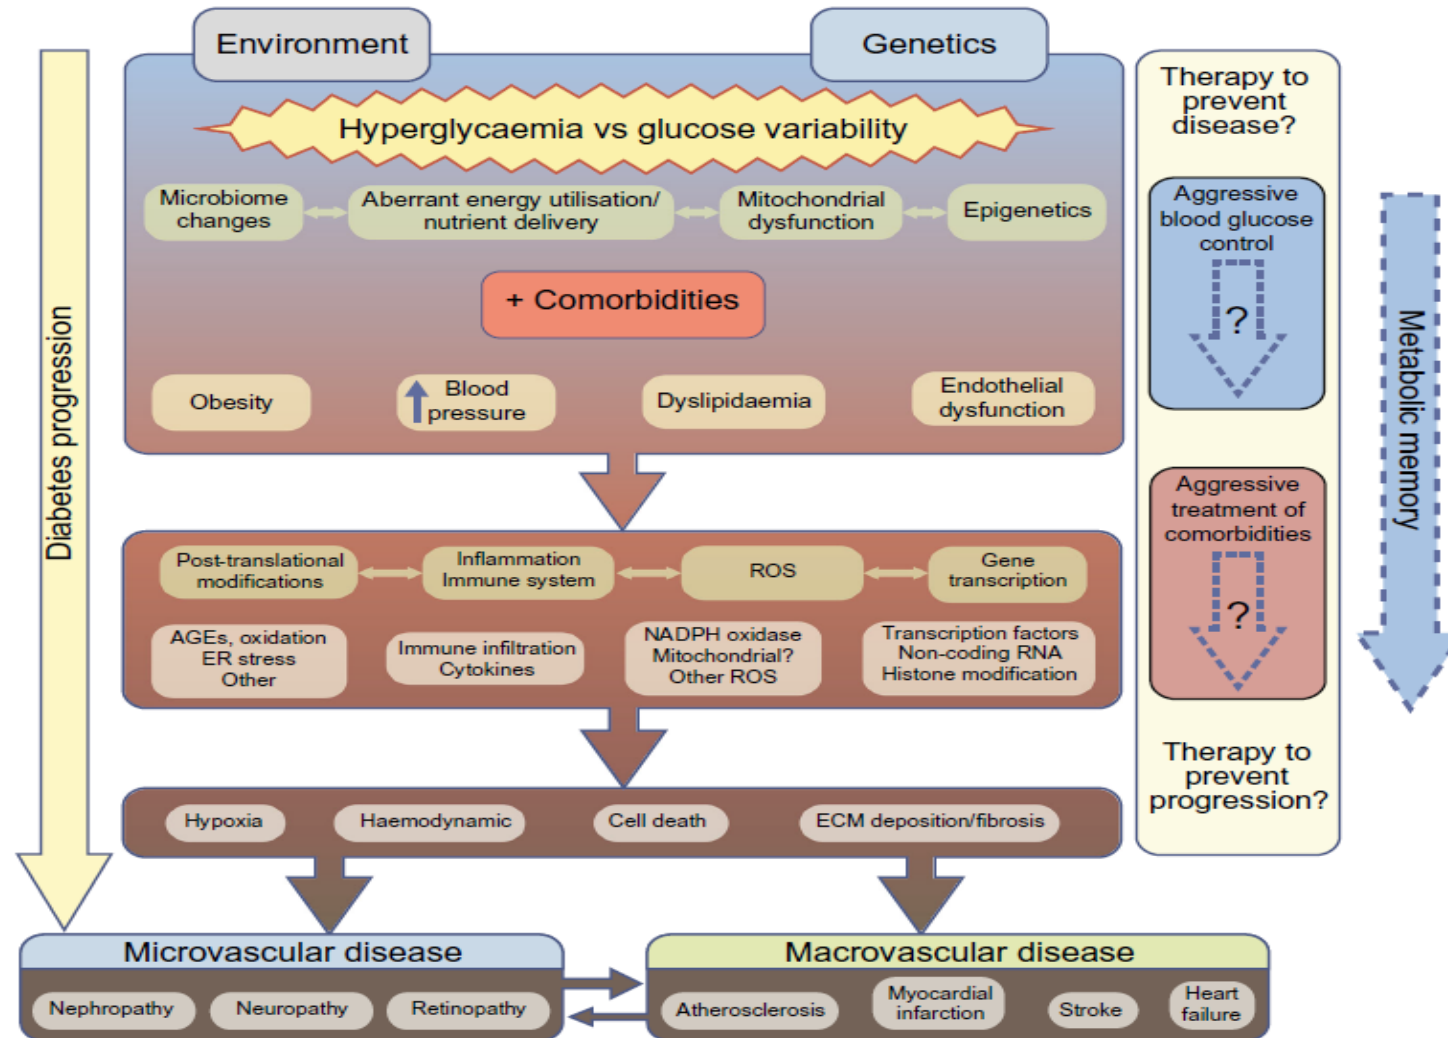 Environment
Genetics
Hyperglycaemia vs glucose variability
Microbiome
changes
Aberrant energy utilisation/
nutrient delivery
Mitochondrial
dysfunction
Epigenetics
+ Comorbidities
Obesity
Blood
pressure
Dyslipidaemia
Endothelial
dysfunction
Post-translational
modifications
Inflammation
Immune system
ROS
Gene
transcription
AGEs, oxidation
ER stress
Other
Immune infiltration
Cytokines
NADPH oxidase
Mitochondrial?
Other ROS
Transcription factors
Non-coding RNA
Histone modification
Hypoxia
Haemodynamic
Cell death
ECM deposition/fibrosis
Microvascular disease
Nephropathy
Neuropathy
Retinopathy
Macrovascular disease
Atherosclerosis
Myocardial
infarction
Stroke
Heart
failure
Diabetes progression
Therapy to
prevent
disease?
Aggressive
blood glucose
control
?
Aggressive
treatment of
comorbidities
?
Therapy to
prevent
progression?
Metabolic memory